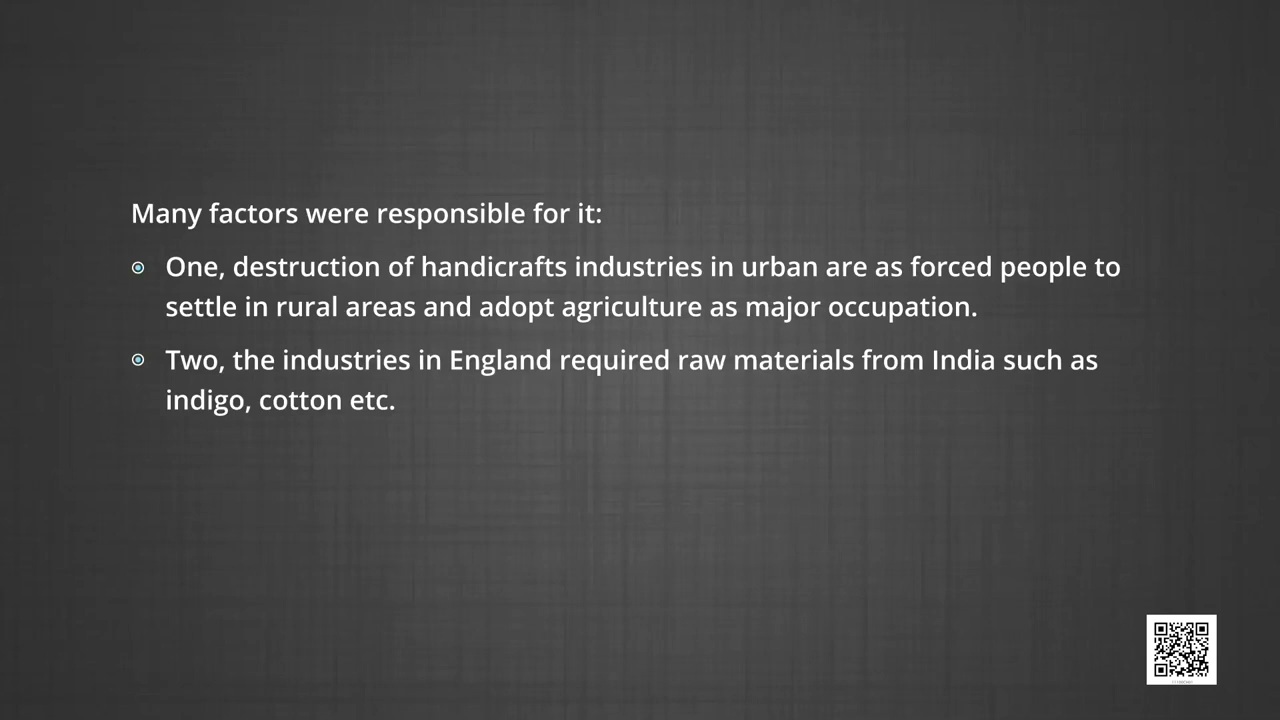 Many factors were responsible for it:
One, destruction of handicrafts industries in urban are as forced people to
settle in rural areas and adopt agriculture as major occupation.
Two, the industries in England required raw materials from India such as
indigo, cotton etc.